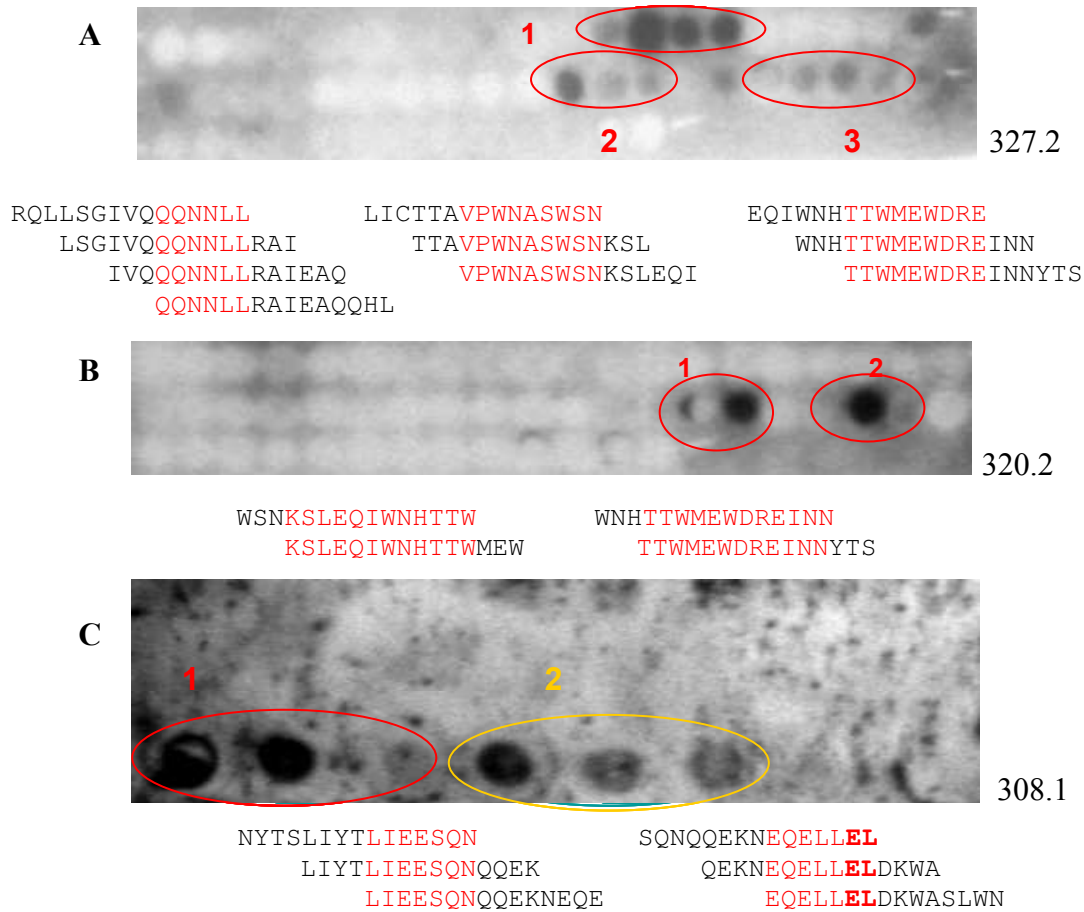 A
1
2
3
327.2
RQLLSGIVQQQNNLL LICTTAVPWNASWSN EQIWNHTTWMEWDRE
LSGIVQQQNNLLRAI TTAVPWNASWSNKSL WNHTTWMEWDREINN
IVQQQNNLLRAIEAQ VPWNASWSNKSLEQI TTWMEWDREINNYTS
QQNNLLRAIEAQQHL
B
1
2
320.2
WSNKSLEQIWNHTTW WNHTTWMEWDREINN
KSLEQIWNHTTWMEW TTWMEWDREINNYTS
C
1
2
308.1
NYTSLIYTLIEESQN SQNQQEKNEQELLEL
LIYTLIEESQNQQEK QEKNEQELLELDKWA
LIEESQNQQEKNEQE EQELLELDKWASLWN